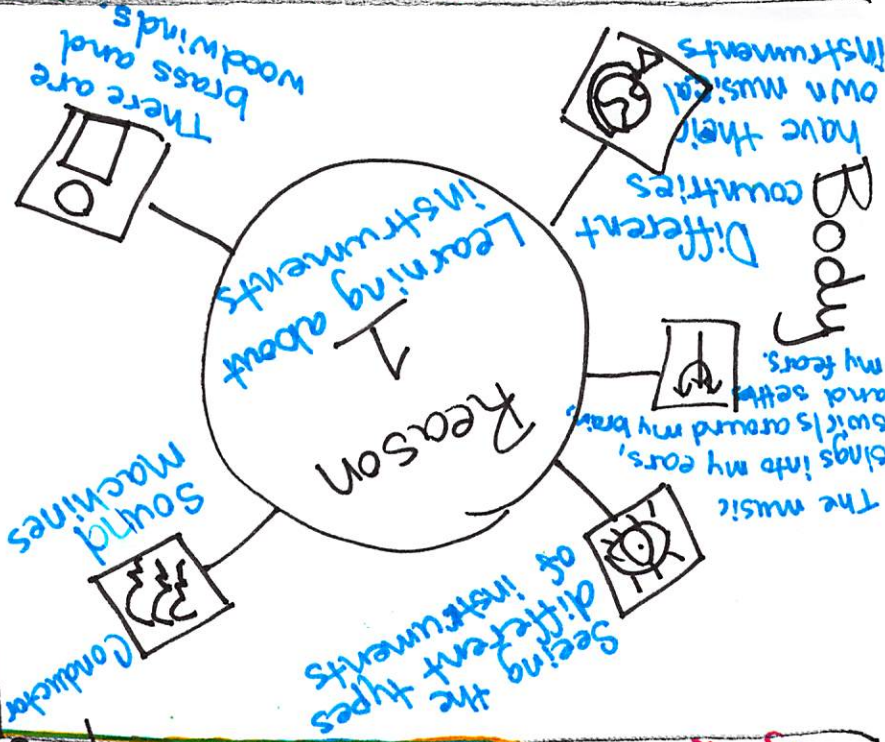 Body
Reason
1
Learning about
instruments
Conductor
Sound
machines
Seeing the types
different
of instruments
The music
sings into my ears,
swirls around my brain,
and settles
my fears.
Different
countries
have their
own musical
instruments
There are
brass and
woodwinds.